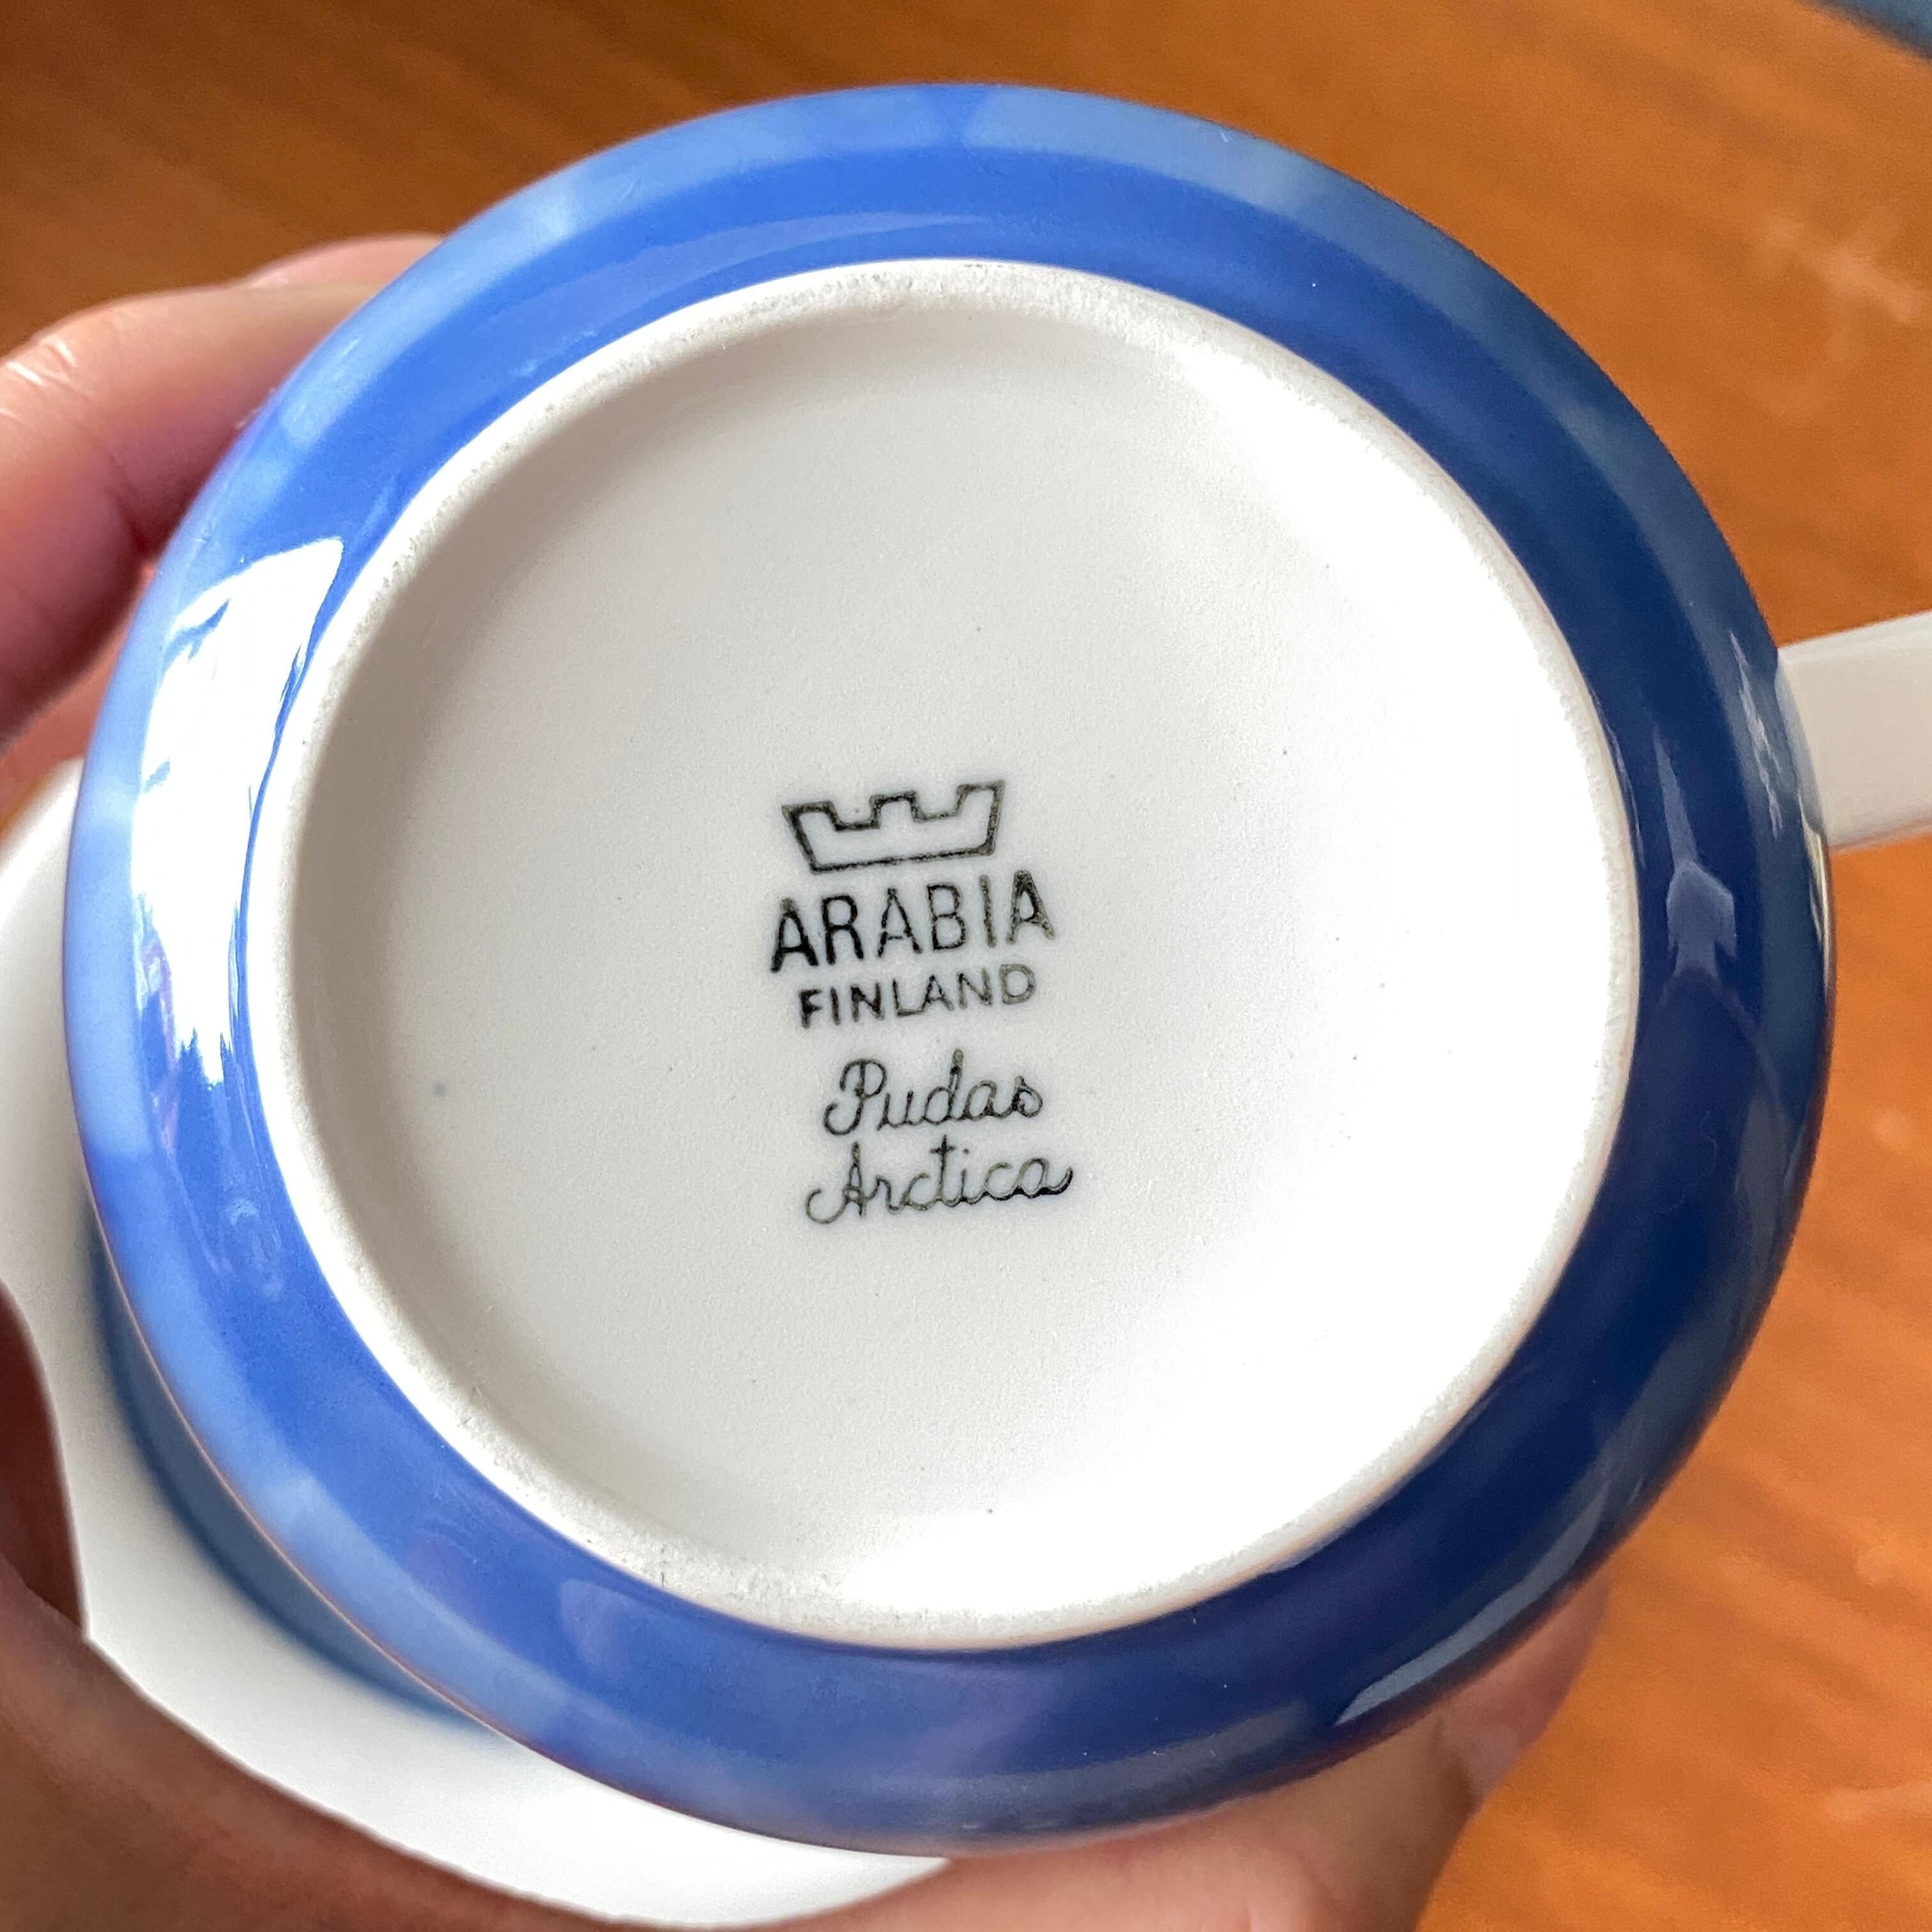 ARABIA
FINLAND
Pudas
Arctica